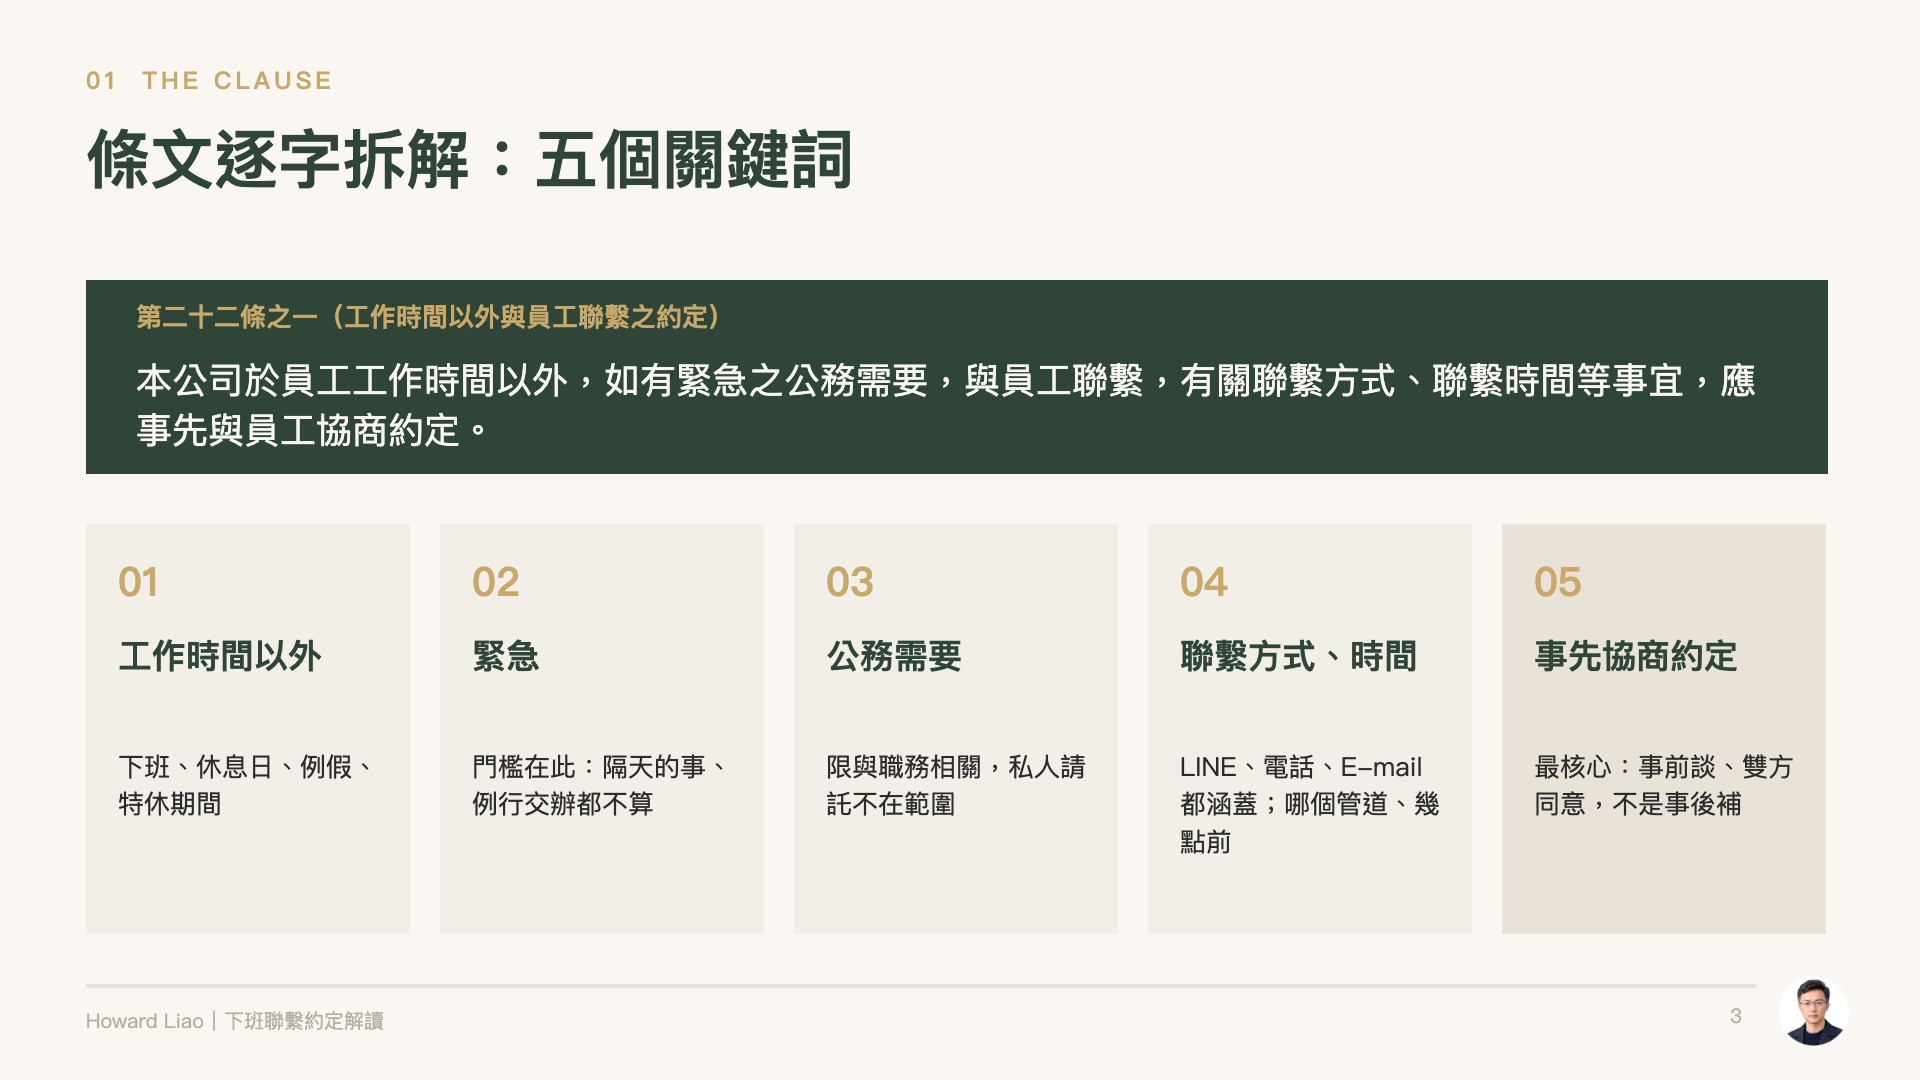 01 THE CLAUSE
條文逐字拆解：五個關鍵詞
第二十二條之一（工作時間以外與員工聯繫之約定）
本公司於員工工作時間以外，如有緊急之公務需要，與員工聯繫，有關聯繫方式、聯繫時間等事宜，應
事先與員工協商約定。
01
工作時間以外
下班、休息日、例假、
特休期間
02
緊急
門檻在此：隔天的事、
例行交辦都不算
03
公務需要
限與職務相關，私人請
託不在範圍
04
聯繫方式、時間
LINE、電話、E–mail
都涵蓋；哪個管道、幾
點前
05
事先協商約定
最核心：事前談、雙方
同意，不是事後補
Howard Liao｜下班聯繫約定解讀
3